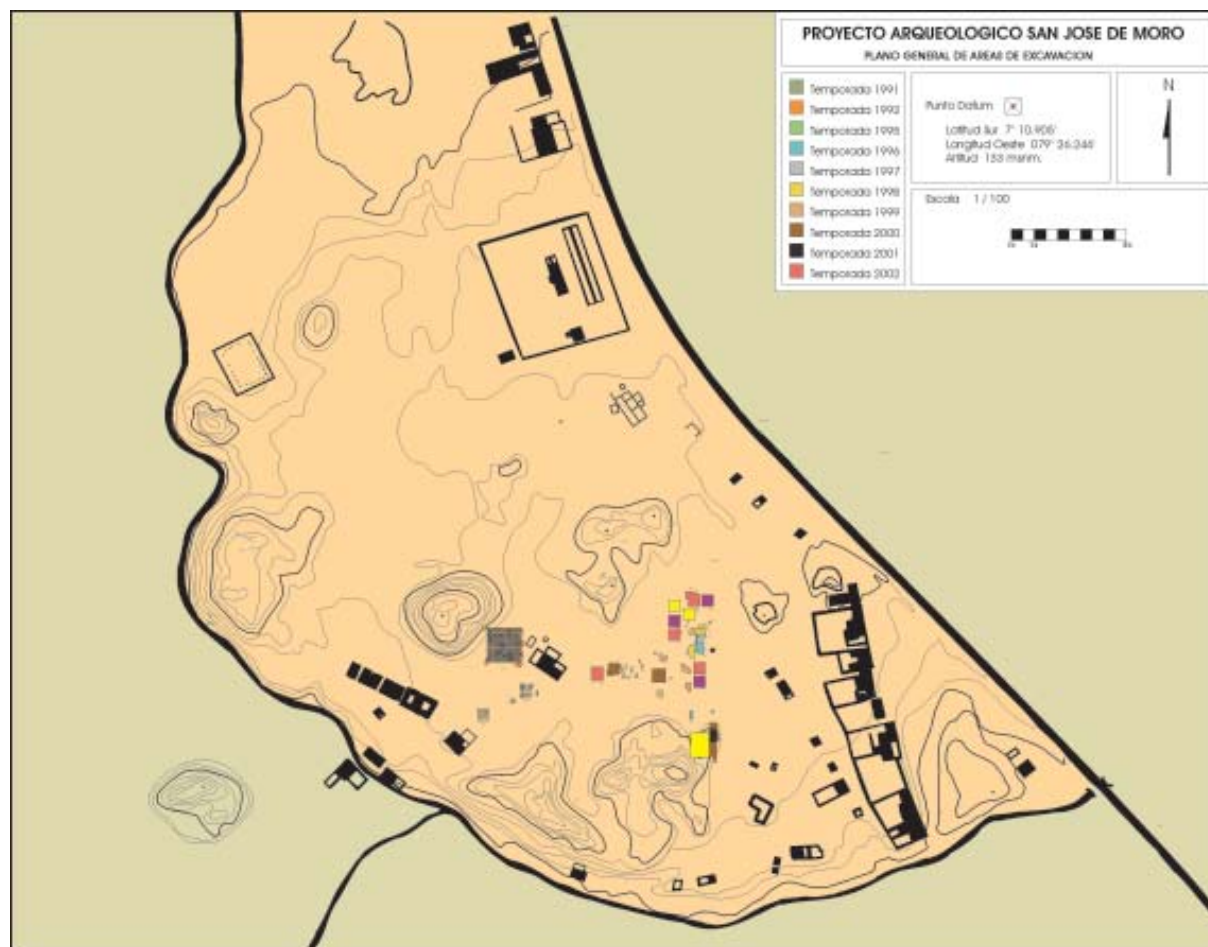 PROYECTO ARQUEOLOGICO SAN JOSE DE MORO
PLANO GENERAL DE AREAS DE EXCAVACION
Temporada 1991
Temporada 1992
Temporada 1995
Temporada 1996
Temporada 1997
Temporada 1998
Temporada 1999
Temporada 2000
Temporada 2001
Temporada 2002
Punto Datum
Latitud Sur 7° 10.905'
Longitud Oeste 079° 26.246'
Altitud 133 msnm.
N
Escala 1 / 100